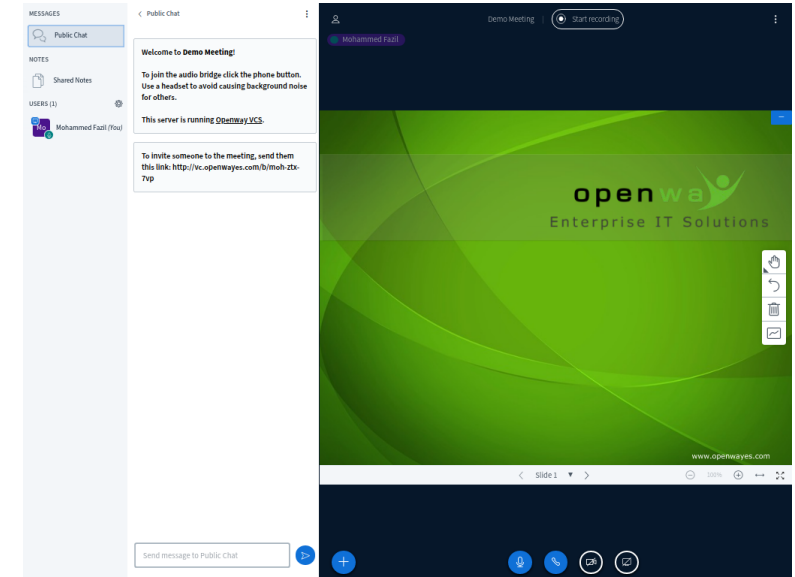 MESSAGES
Public Chat
NOTES
Shared Notes
USERS (1)
Mo
Mohammed Fazil (You)
Public Chat
Welcome to Demo Meeting!
To join the audio bridge click the phone button.
Use a headset to avoid causing background noise
for others.
This server is running Openway VCS.
To invite someone to the meeting, send them
this link: http://vc.openwayes.com/b/moh-ztx-
7vp
Send message to Public Chat
Demo Meeting
Start recording
Mohammed Fazil
openway
Enterprise IT Solutions
www.openwayes.com
Slide 1
100%